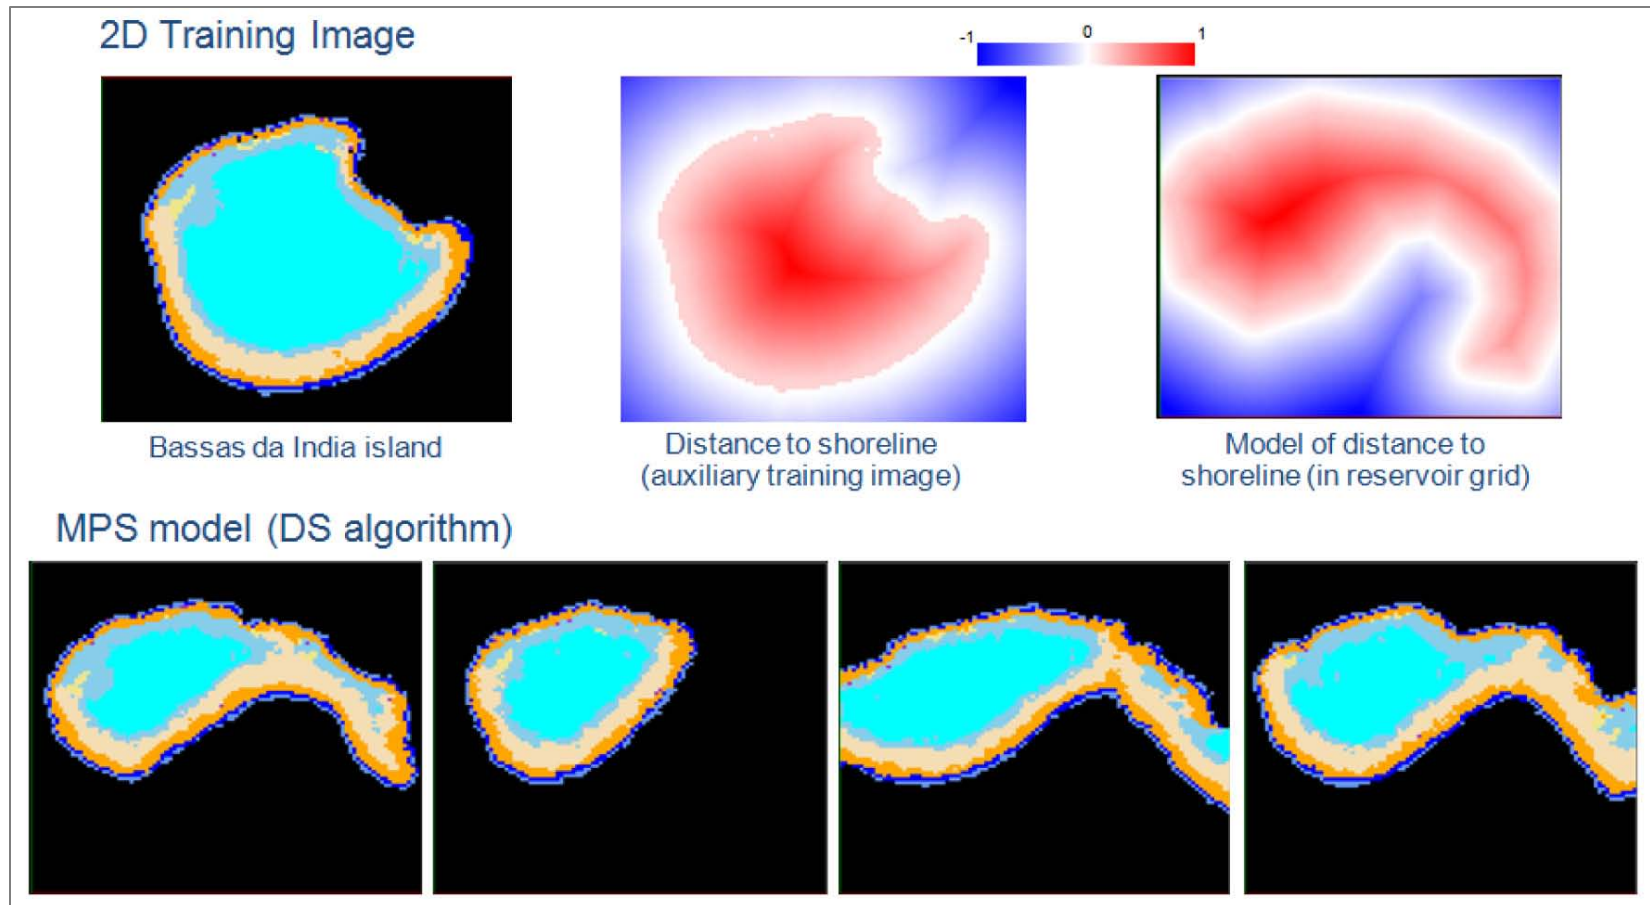 2D Training Image
-1 0 1
Bassas da India island
Distance to shoreline
(auxiliary training image)
Model of distance to
shoreline (in reservoir grid)
MPS model (DS algorithm)